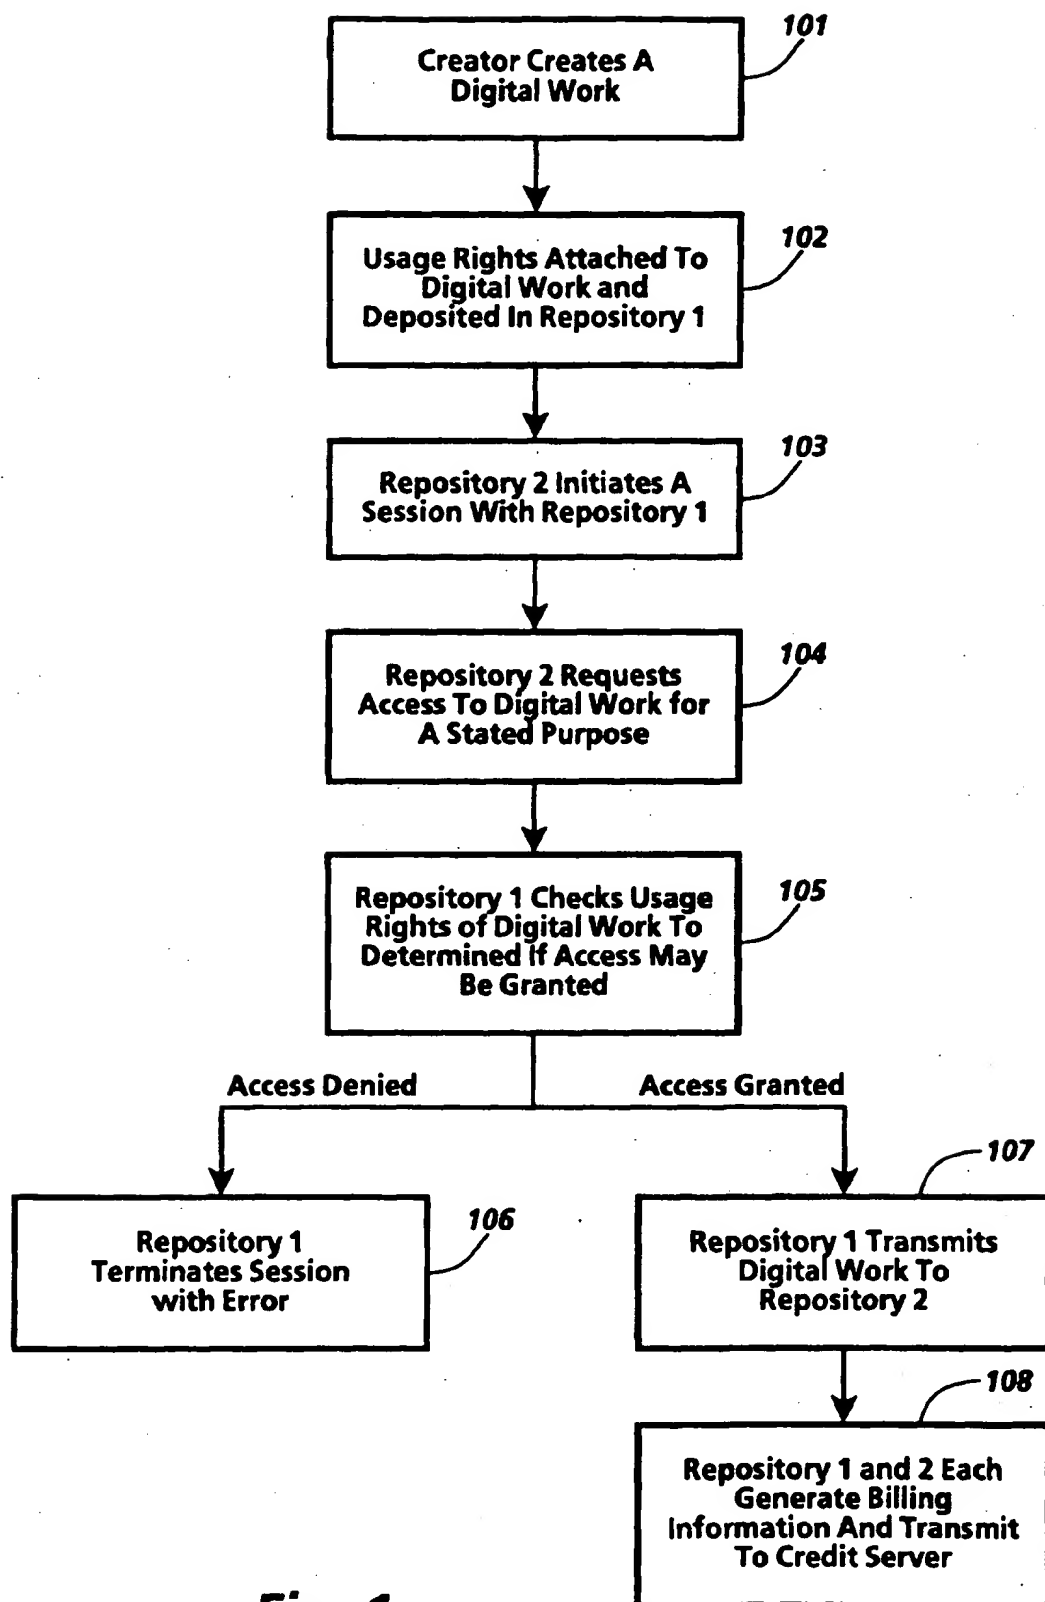 101
Creator Creates A
Digital Work
102
Usage Rights Attached To
Digital Work and
Deposited In Repository 1
103
Repository 2 Initiates A
Session With Repository 1
104
Repository 2 Requests
Access To Digital Work for
A Stated Purpose
105
Repository 1 Checks Usage
Rights of Digital Work To
Determined If Access May
Be Granted
Access Denied
Access Granted
106
Repository 1
Terminates Session
with Error
107
Repository 1 Transmits
Digital Work To
Repository 2
108
Repository 1 and 2 Each
Generate Billing
Information And Transmit
To Credit Server